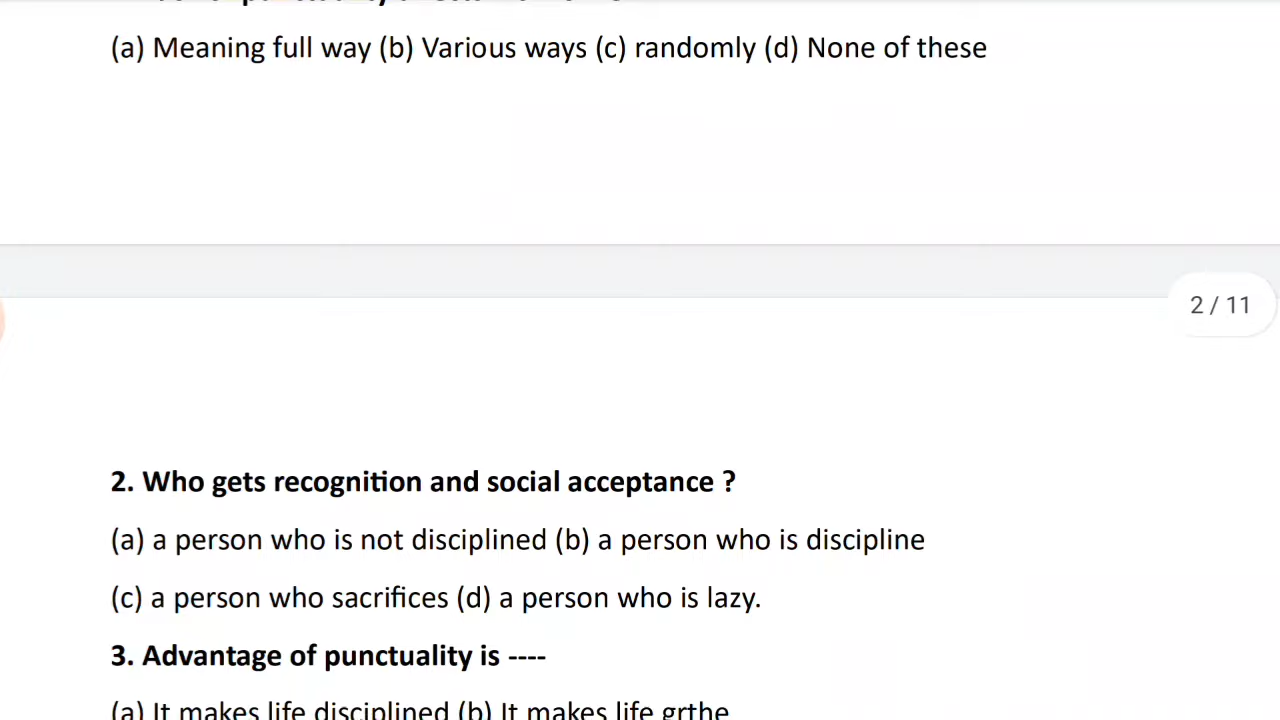 (a) Meaning full way (b) Various ways (c) randomly (d) None of these
2 / 11
2. Who gets recognition and social acceptance ?
(a) a person who is not disciplined (b) a person who is discipline
(c) a person who sacrifices (d) a person who is lazy.
3. Advantage of punctuality is ----
(a) It makes life disciplined (b) It makes life grthe